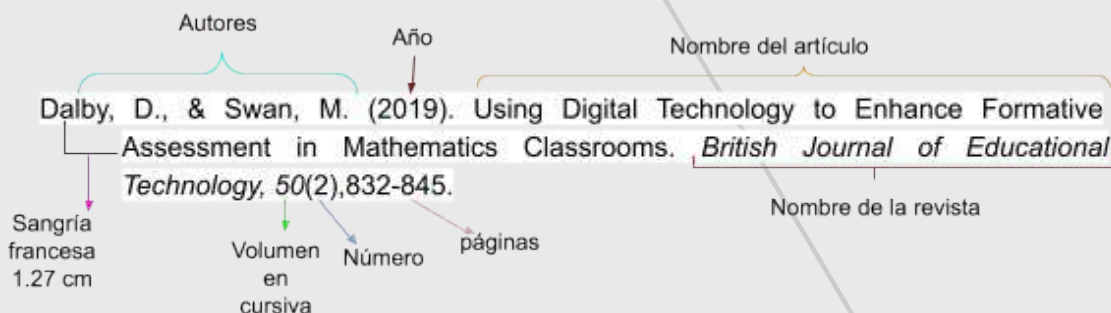 Autores
Año
Nombre del artículo
Dalby, D., & Swan, M. (2019). Using Digital Technology to Enhance Formative
Assessment in Mathematics Classrooms. British Journal of Educational
Technology, 50(2),832-845.
Nombre de la revista
Sangría
francesa
1.27 cm
Volumen
en
cursiva
Número
páginas